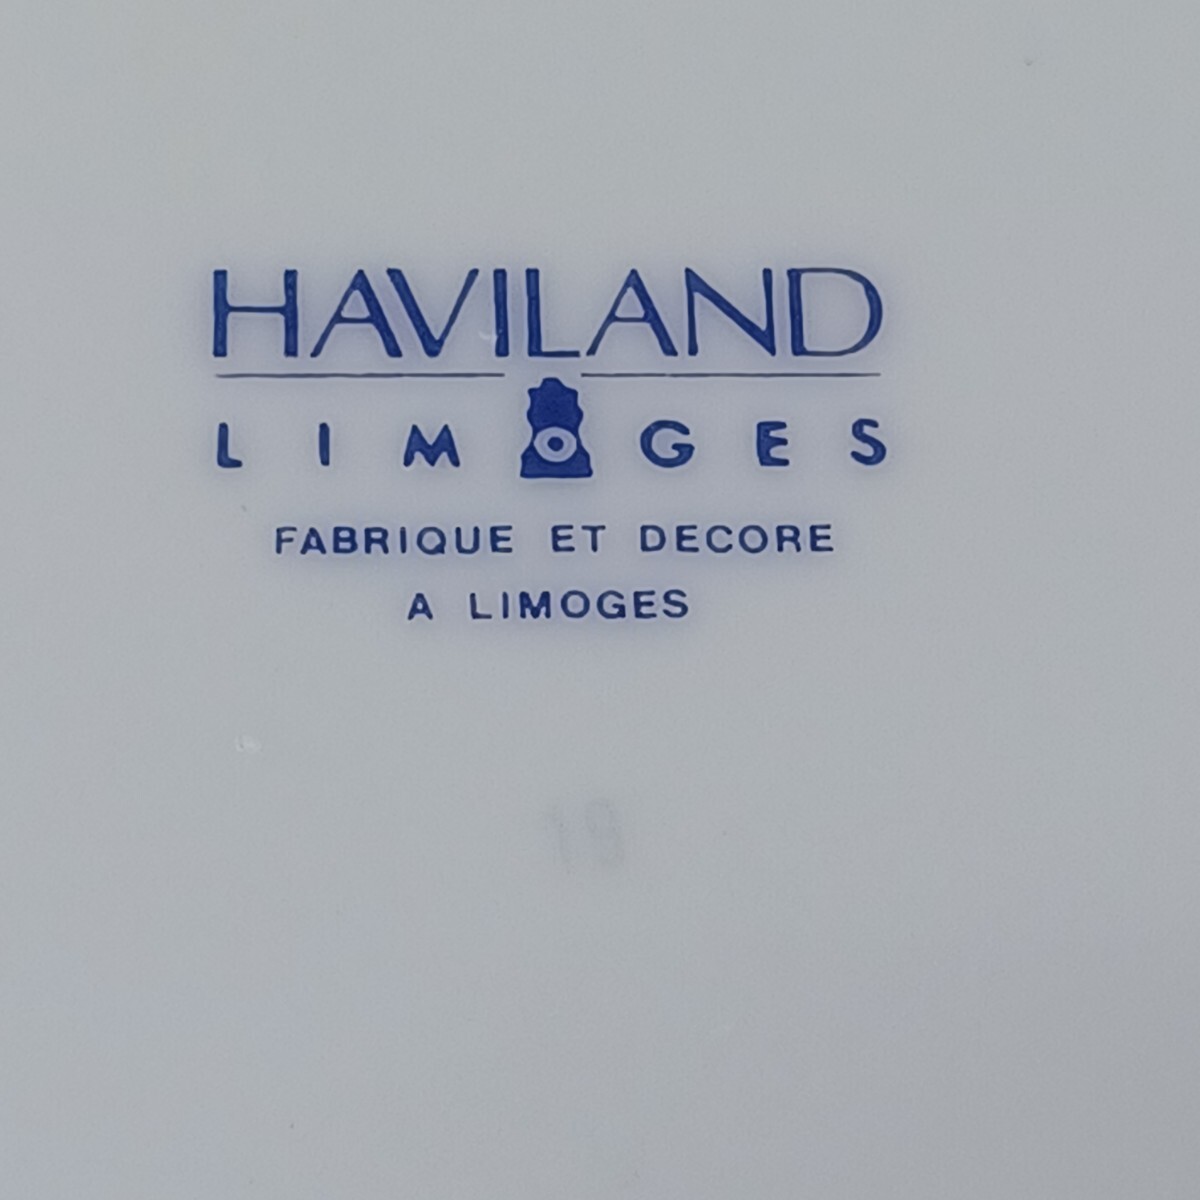 HAVILAND
LIMOGES
FABRIQUE ET DECORE
A LIMOGES